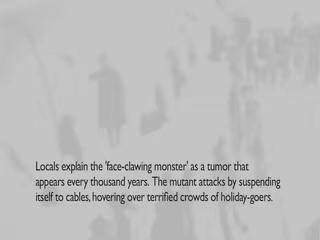 Locals explain the 'face-clawing monster' as a tumor that
appears every thousand years. The mutant attacks by suspending
itself to cables, hovering over terrified crowds of holiday-goers.